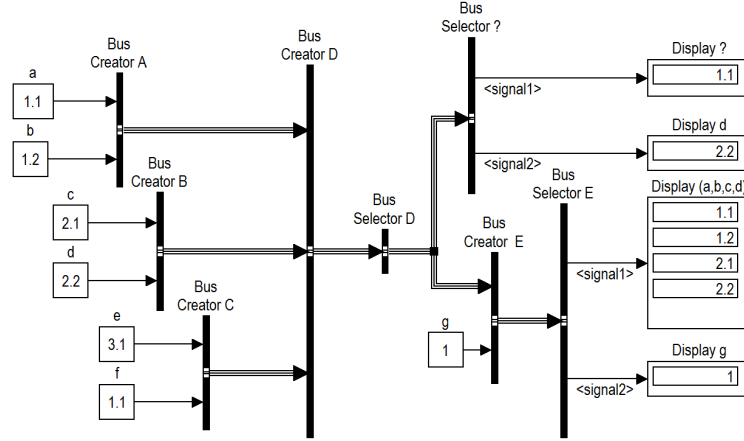 Bus
Creator A
a
1.1
b
1.2
Bus
Creator B
c
2.1
d
2.2
Bus
Creator C
e
3.1
f
1.1
Bus
Creator D
Bus
Selector D
Bus
Selector ?
<signal1>
<signal2>
Bus
Creator E
g
1
Bus
Selector E
<signal1>
<signal2>
Display ?
1.1
Display d
2.2
Display (a,b,c,d)
1.1
1.2
2.1
2.2
Display g
1